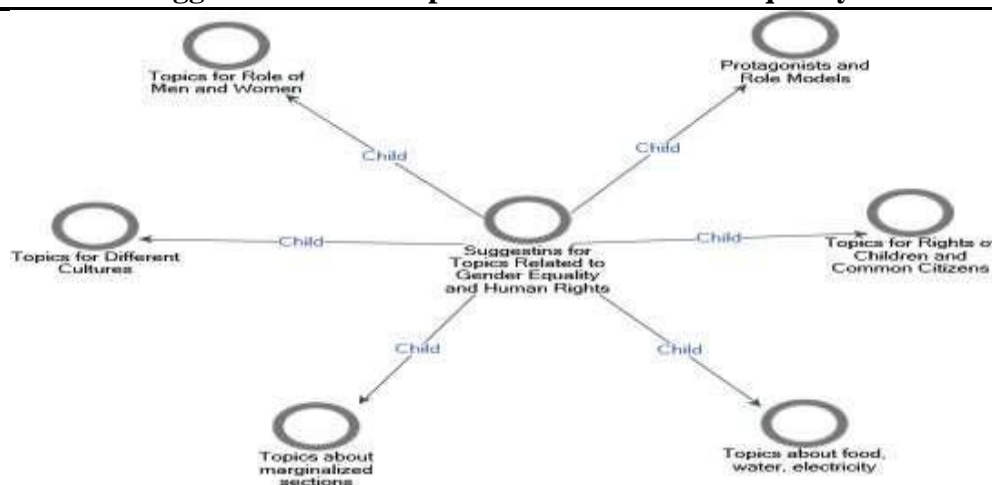 Topics for Role of
Men and Women
Protagonists and
Role Models
Child
Child
Topics for Different
Cultures
Child
Suggestins for
Topics Related to
Gender Equality
and Human Rights
Child
Topics for Rights o
Children and
Common Citizens
Child
Child
Topics about
marginalized
sections
Topics about food,
water, electricity